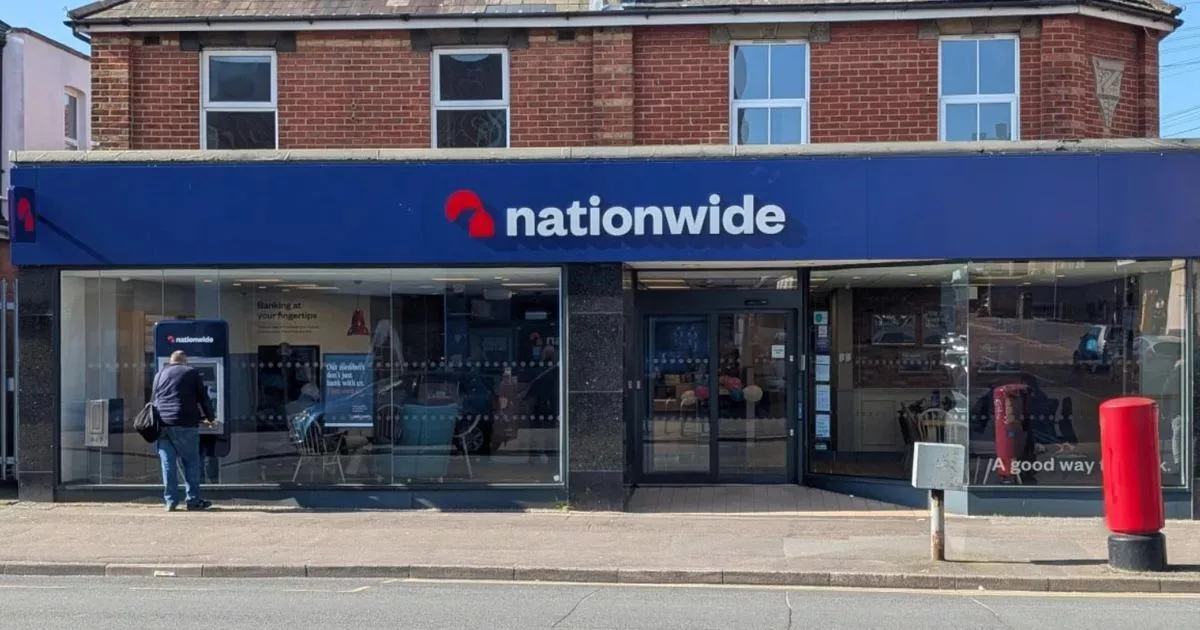 nationwide
Banking at
your fingertips
nationwide
Our members
don't just
bank with us.
A good way